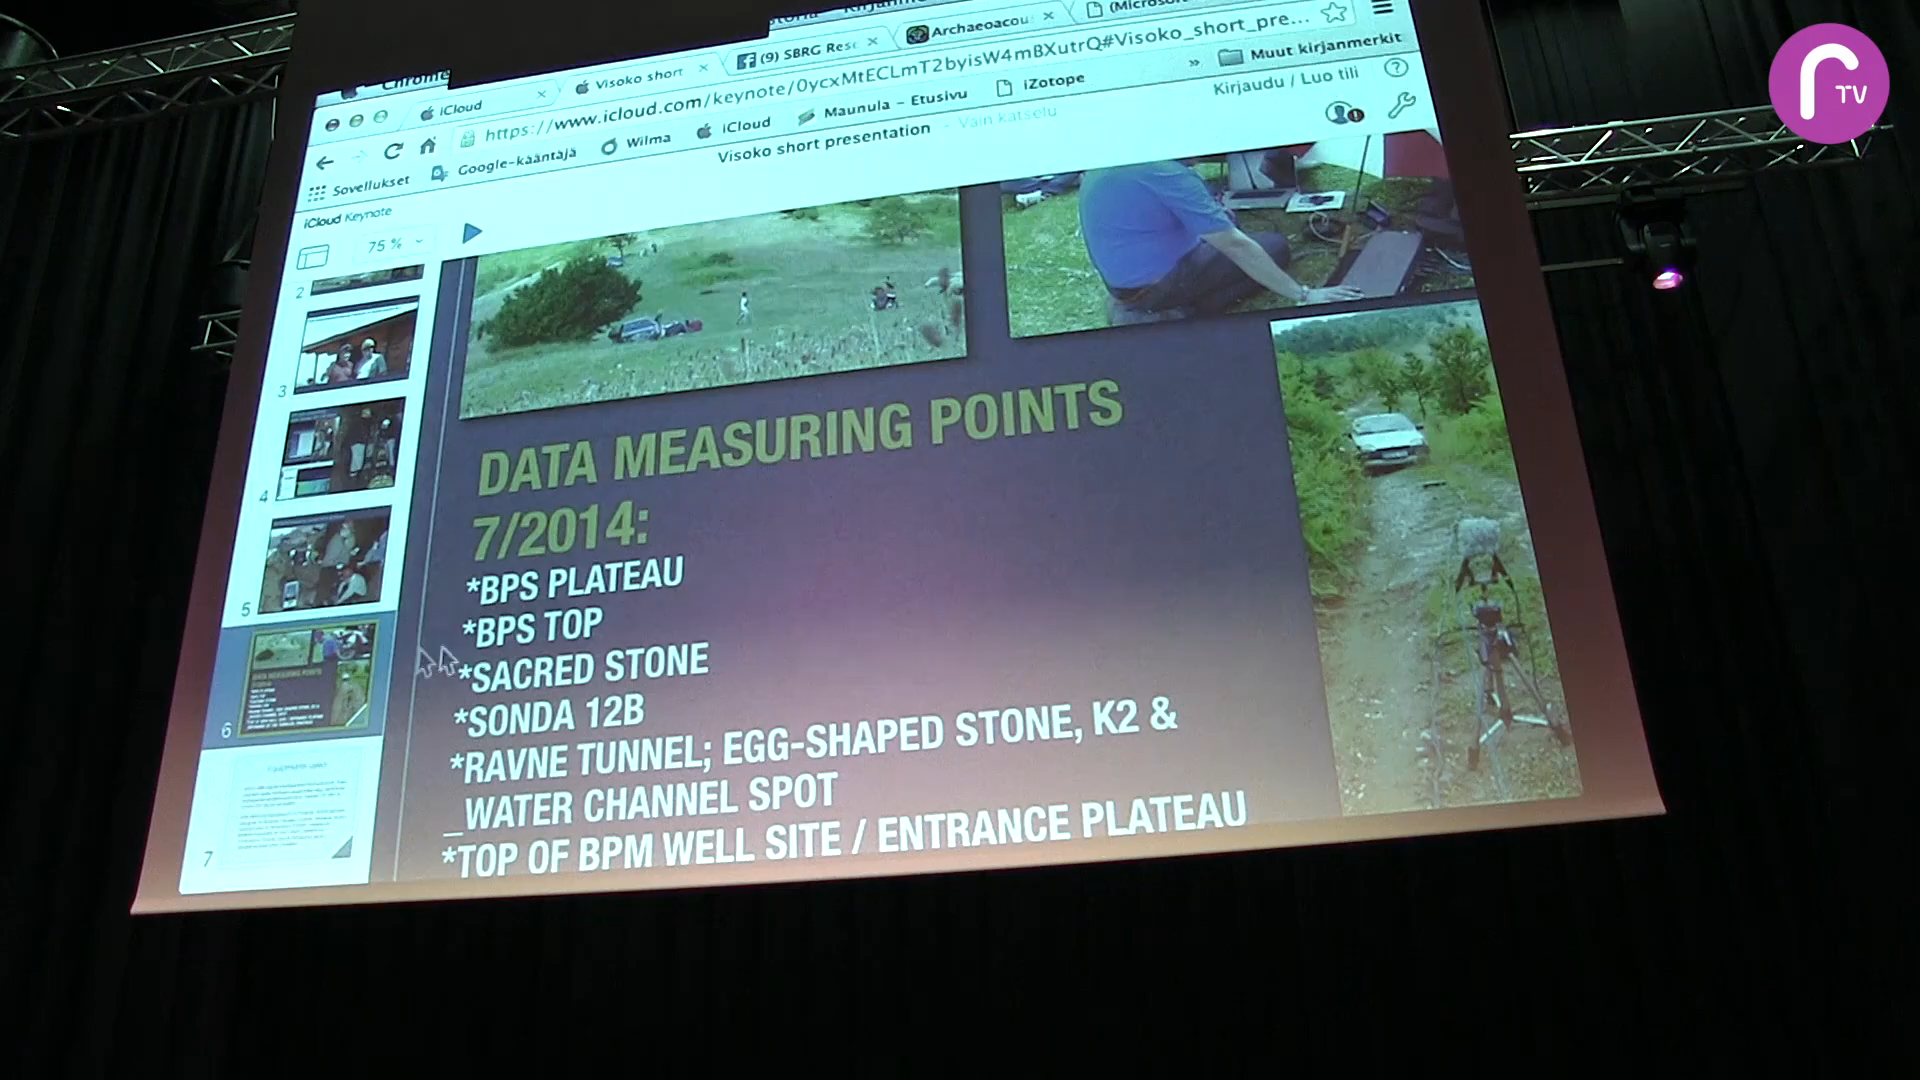 Chrome
iCloud
Visoko short
(9) SBRG Res
Archaeoacou
(Micros
https://www.icloud.com/keynote/0ycxMtECLmT2byisW4mBXutrQ#Visoko_short_pre...
Sovellukset
Google-kääntäjä
Wilma
iCloud
Maunula – Etusivu
iZotope
»
Muut kirjanmerkit
iCloud Keynote
Visoko short presentation - Vain katselu
Kirjaudu / Luo tili
75 %
2
3
4
5
6
7
DATA MEASURING POINTS
7/2014:
*BPS PLATEAU
*BPS TOP
*SACRED STONE
*SONDA 12B
*RAVNE TUNNEL; EGG-SHAPED STONE, K2 &
_WATER CHANNEL SPOT
*TOP OF BPM WELL SITE / ENTRANCE PLATEAU
r TV